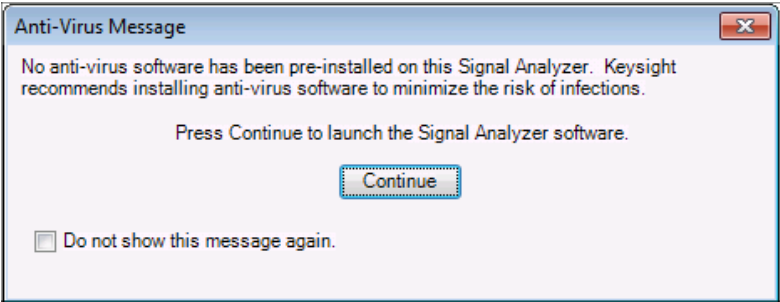 Anti-Virus Message
No anti-virus software has been pre-installed on this Signal Analyzer.  Keysight
recommends installing anti-virus software to minimize the risk of infections.
Press Continue to launch the Signal Analyzer software.
Continue
Do not show this message again.